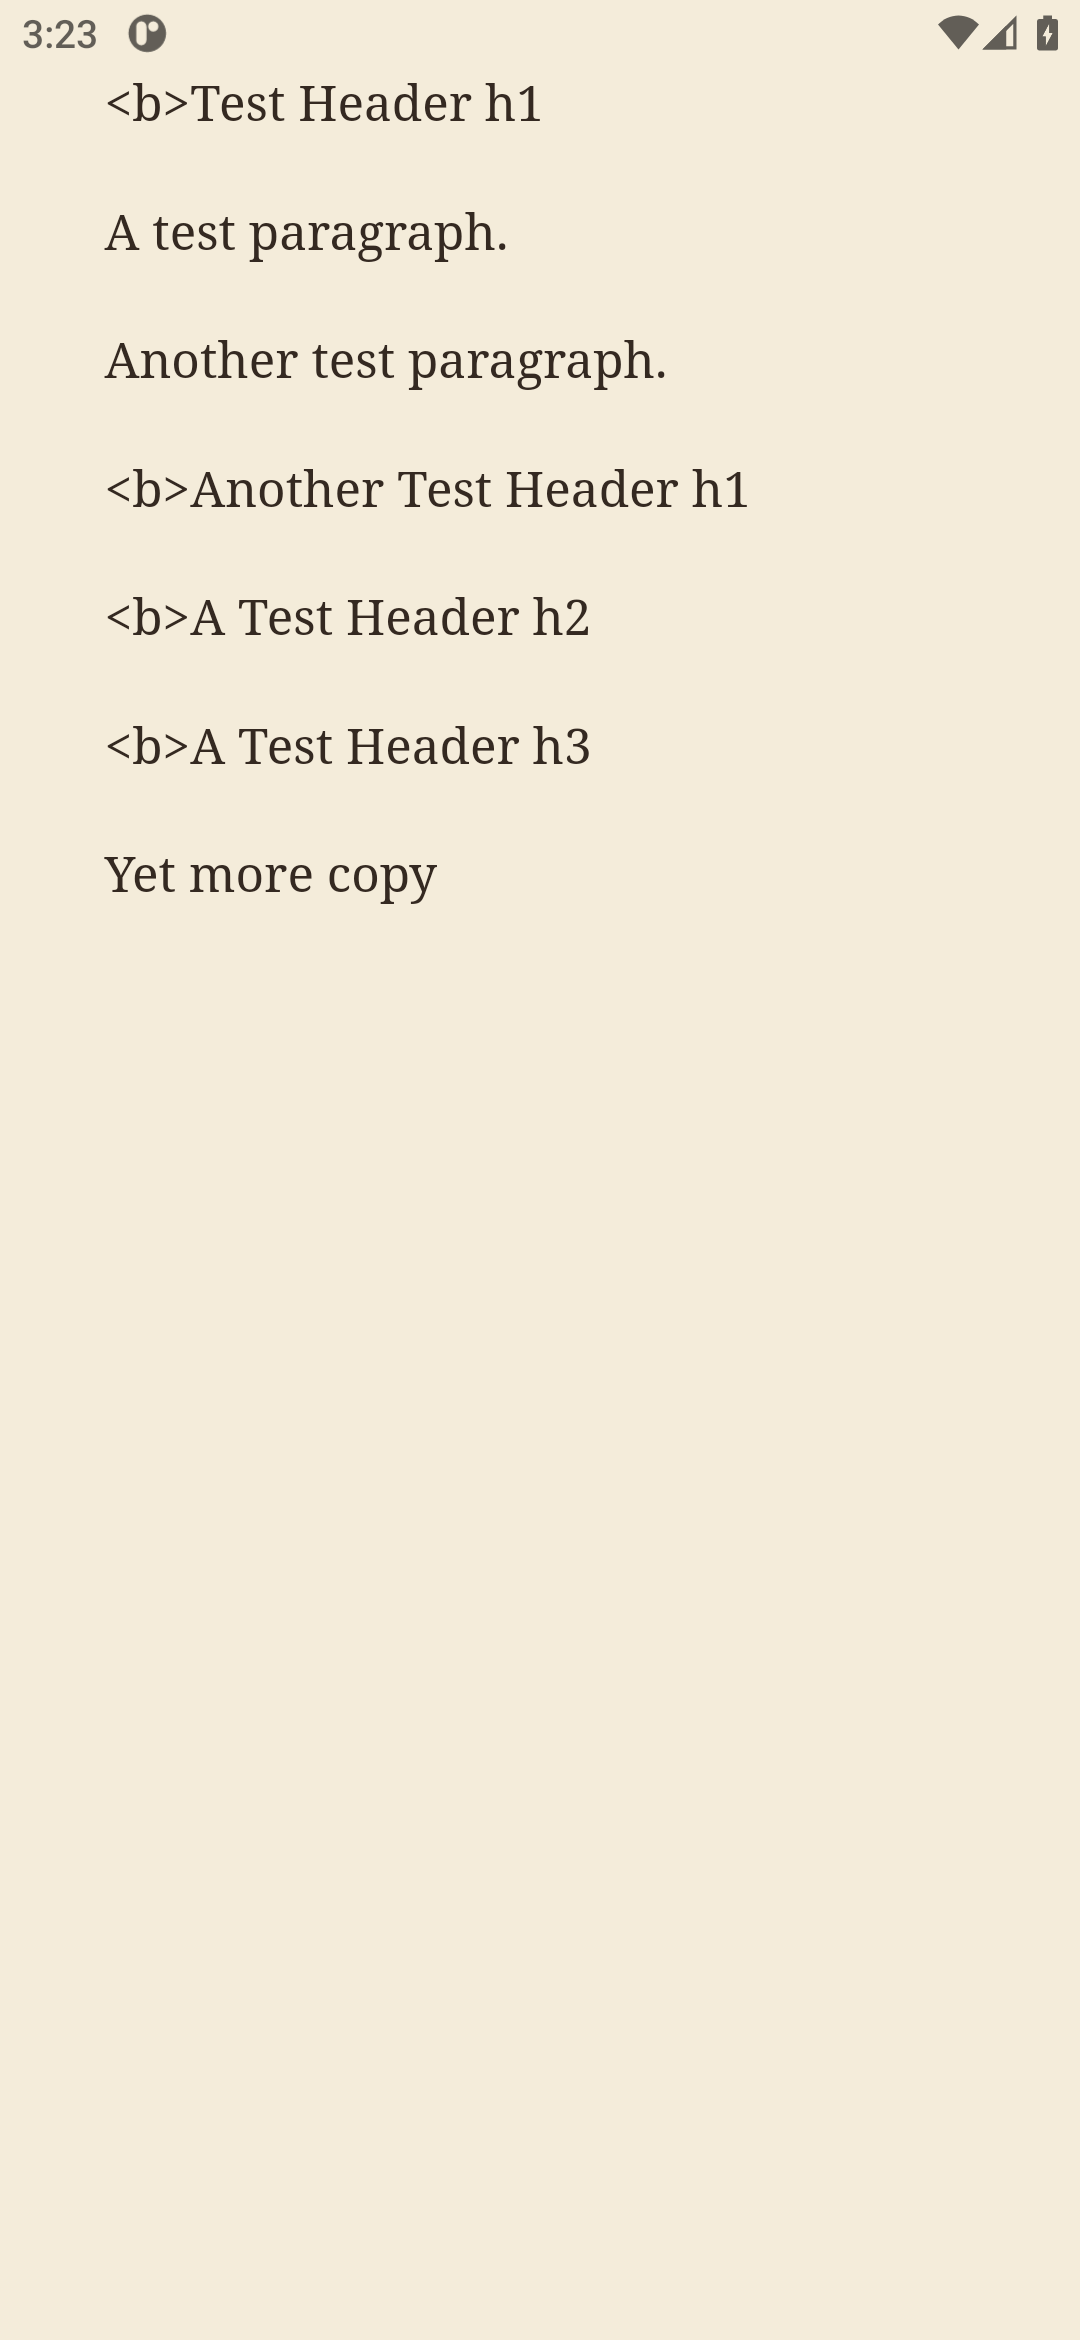 3:23
<b>Test Header h1
A test paragraph.
Another test paragraph.
<b>Another Test Header h1
<b>A Test Header h2
<b>A Test Header h3
Yet more copy